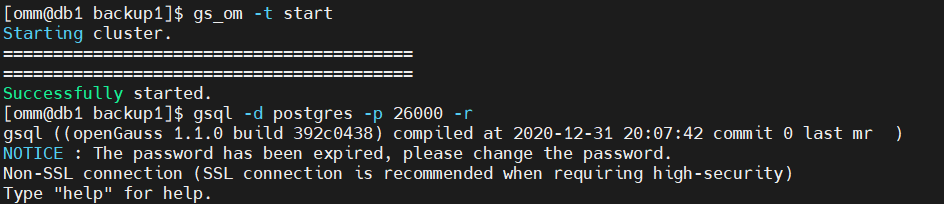 [omm@db1 backup1]$ gs_om -t start
Starting cluster.
=========================================
=========================================
Successfully started.
[omm@db1 backup1]$ gsql -d postgres -p 26000 -r
gsql ((openGauss 1.1.0 build 392c0438) compiled at 2020-12-31 20:07:42 commit 0 last mr  )
NOTICE : The password has been expired, please change the password.
Non-SSL connection (SSL connection is recommended when requiring high-security)
Type "help" for help.